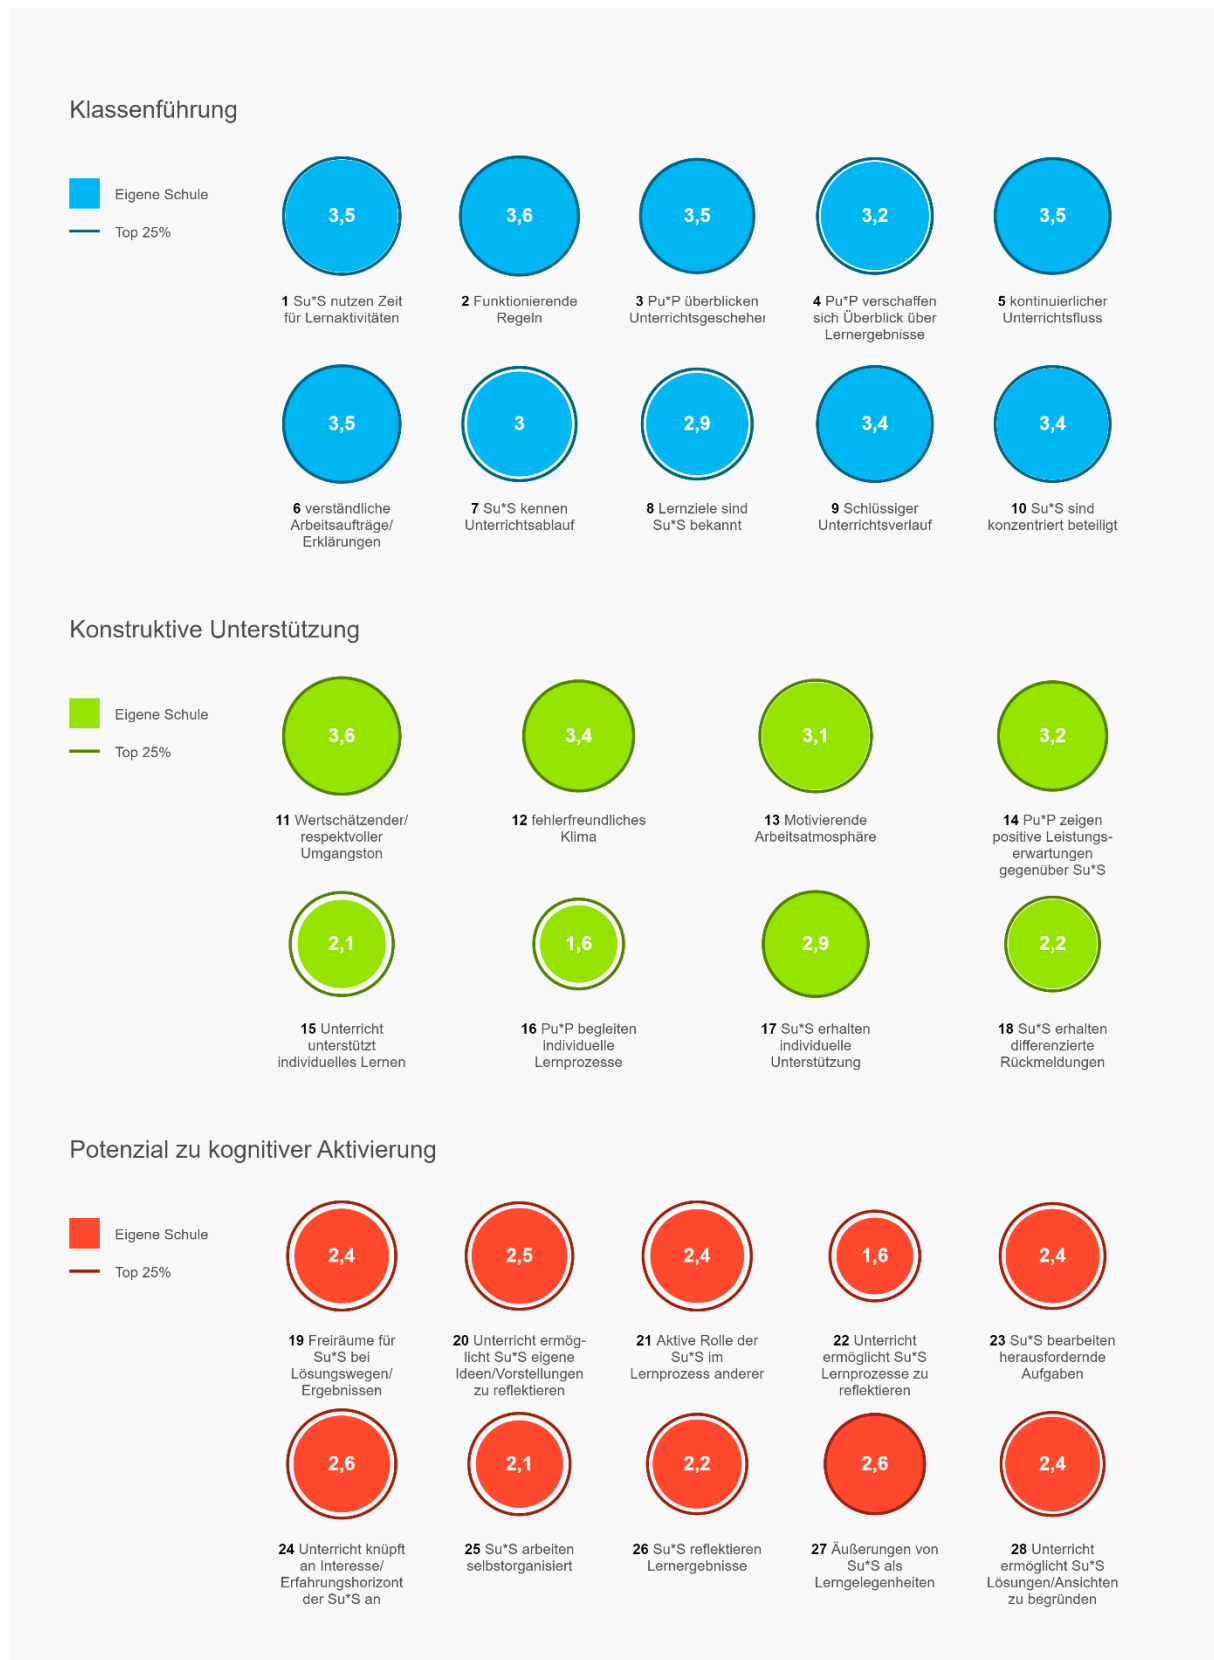 Klassenführung
Eigene Schule
Top 25%
3,5
3,6
3,5
3,2
3,5
1 Su*S nutzen Zeit
für Lernaktivitäten
2 Funktionierende
Regeln
3 Pu*P überblicken
Unterrichtsgeschehen
4 Pu*P verschaffen
sich Überblick über
Lernergebnisse
5 kontinuierlicher
Unterrichtsfluss
3,5
3
2,9
3,4
3,4
6 verständliche
Arbeitsaufträge/
Erklärungen
7 Su*S kennen
Unterrichtsablauf
8 Lernziele sind
Su*S bekannt
9 Schlüssiger
Unterrichtsverlauf
10 Su*S sind
konzentriert beteiligt
Konstruktive Unterstützung
Eigene Schule
Top 25%
3,6
3,4
3,1
3,2
11 Wertschätzender/
respektvoller
Umgangston
12 fehlerfreundliches
Klima
13 Motivierende
Arbeitsatmosphäre
14 Pu*P zeigen
positive Leistungs-
erwartungen
gegenüber Su*S
2,1
1,6
2,9
2,2
15 Unterricht
unterstützt
individuelles Lernen
16 Pu*P begleiten
individuelle
Lernprozesse
17 Su*S erhalten
individuelle
Unterstützung
18 Su*S erhalten
differenzierte
Rückmeldungen
Potenzial zu kognitiver Aktivierung
Eigene Schule
Top 25%
2,4
2,5
2,4
1,6
2,4
19 Freiräume für
Su*S bei
Lösungswegen/
Ergebnissen
20 Unterricht ermög-
licht Su*S eigene
Ideen/Vorstellungen
zu reflektieren
21 Aktive Rolle der
Su*S im
Lernprozess anderer
22 Unterricht
ermöglicht Su*S
Lernprozesse zu
reflektieren
23 Su*S bearbeiten
herausfordernde
Aufgaben
2,6
2,1
2,2
2,6
2,4
24 Unterricht knüpft
an Interesse/
Erfahrungshorizont
der Su*S an
25 Su*S arbeiten
selbstorganisiert
26 Su*S reflektieren
Lernergebnisse
27 Äußerungen von
Su*S als
Lerngelegenheiten
28 Unterricht
ermöglicht Su*S
Lösungen/Ansichten
zu begründen